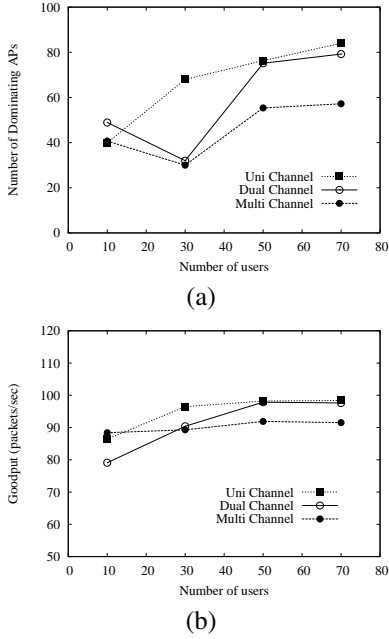 100
80
60
40
20
0
Number of Dominating APs
Uni Channel
Dual Channel
Multi Channel
0 10 20 30 40 50 60 70 80
Number of users
(a)
120
110
100
90
80
70
60
50
Goodput (packets/sec)
Uni Channel
Dual Channel
Multi Channel
0 10 20 30 40 50 60 70 80
Number of users
(b)